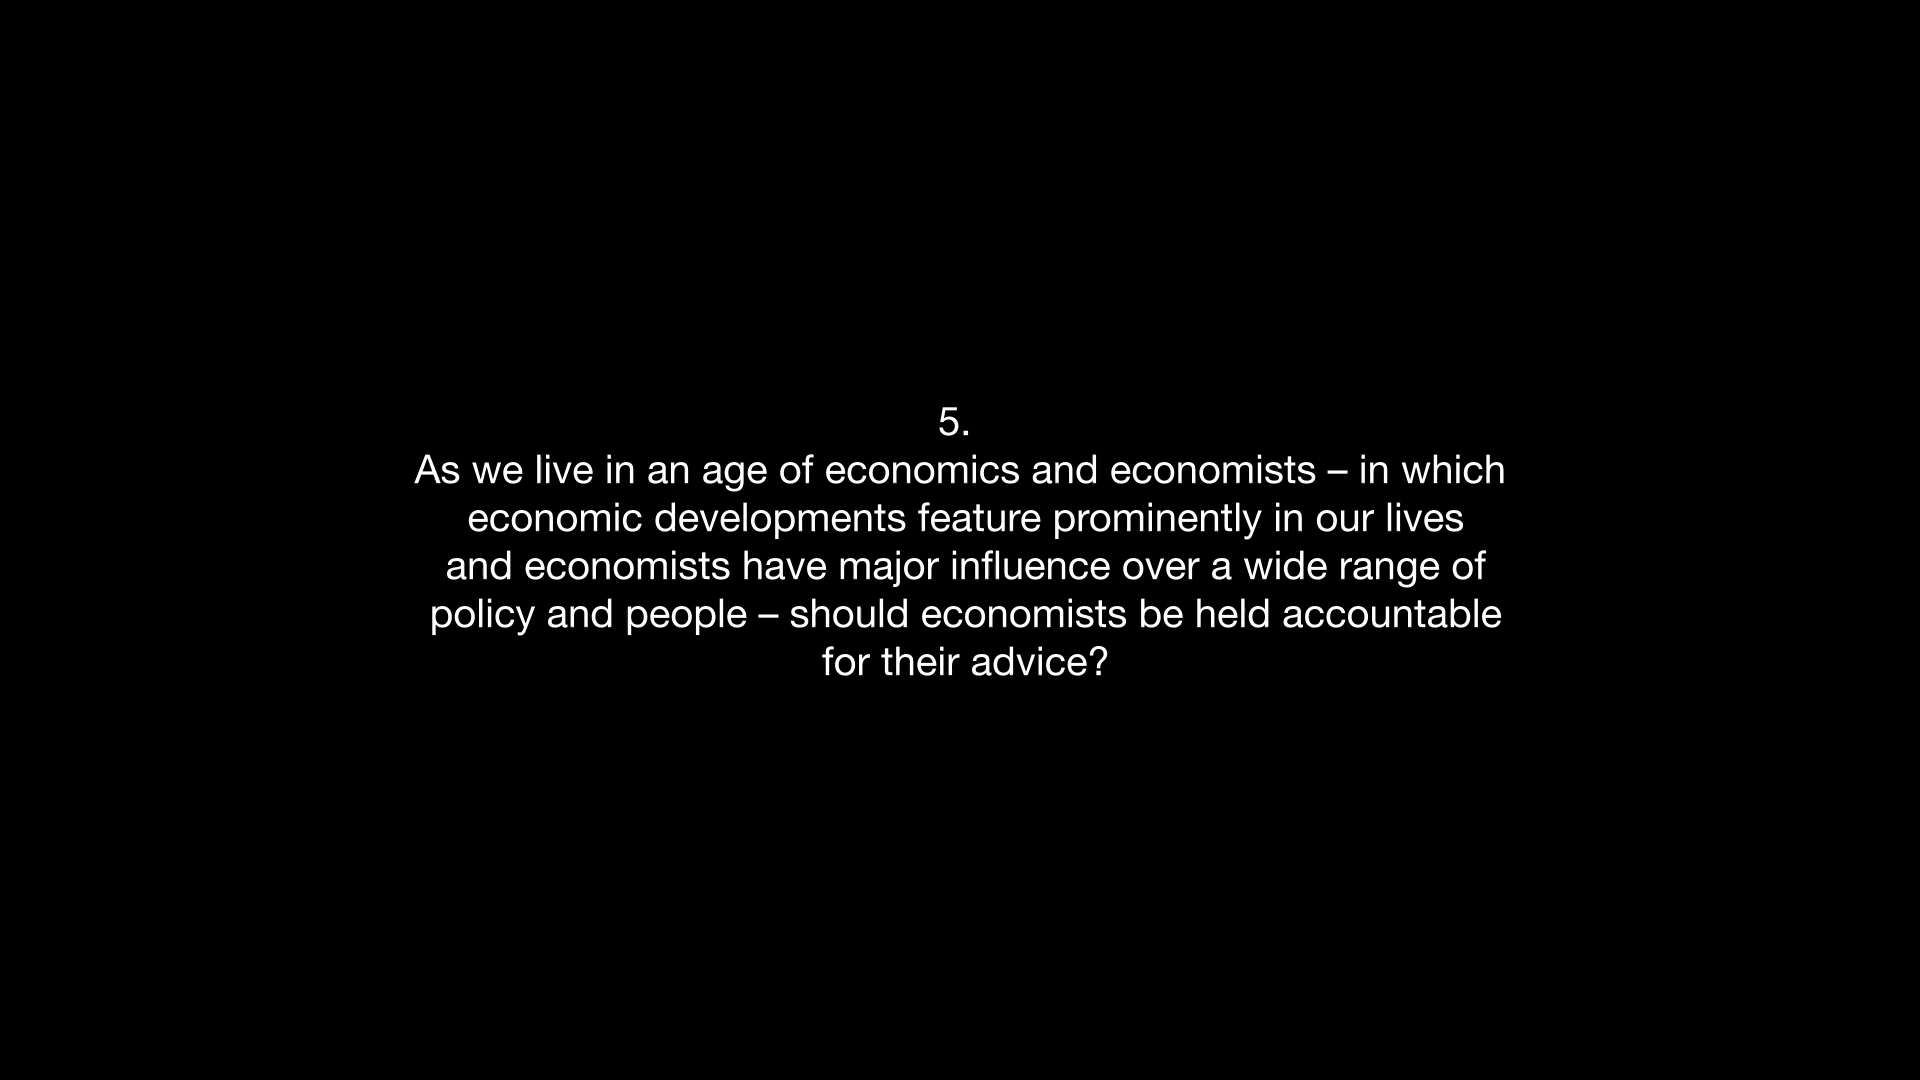 5.
As we live in an age of economics and economists – in which
economic developments feature prominently in our lives
and economists have major influence over a wide range of
policy and people – should economists be held accountable
for their advice?